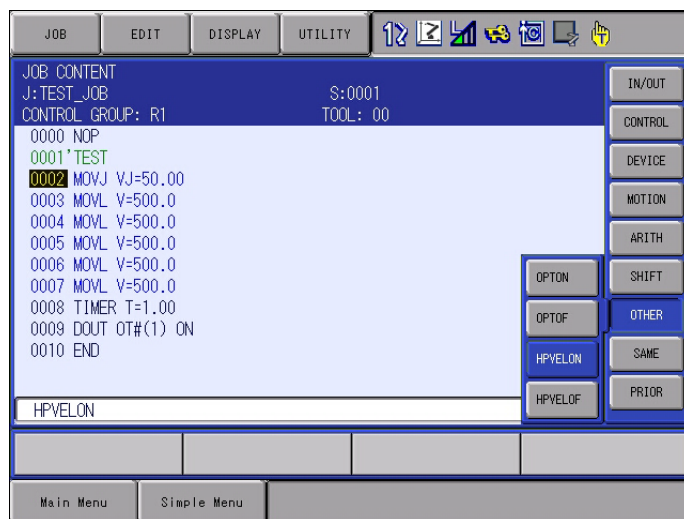 JOB EDIT DISPLAY UTILITY
JOB CONTENT
J:TEST_JOB S:0001
CONTROL GROUP: R1 TOOL: 00
0000 NOP
0001'TEST
0002 MOVJ VJ=50.00
0003 MOVL V=500.0
0004 MOVL V=500.0
0005 MOVL V=500.0
0006 MOVL V=500.0
0007 MOVL V=500.0
0008 TIMER T=1.00
0009 DOUT OT#(1) ON
0010 END
HPVELON
OPTON
OPTOF
HPVELON
HPVELOF
IN/OUT
CONTROL
DEVICE
MOTION
ARITH
SHIFT
OTHER
SAME
PRIOR
Main Menu Simple Menu